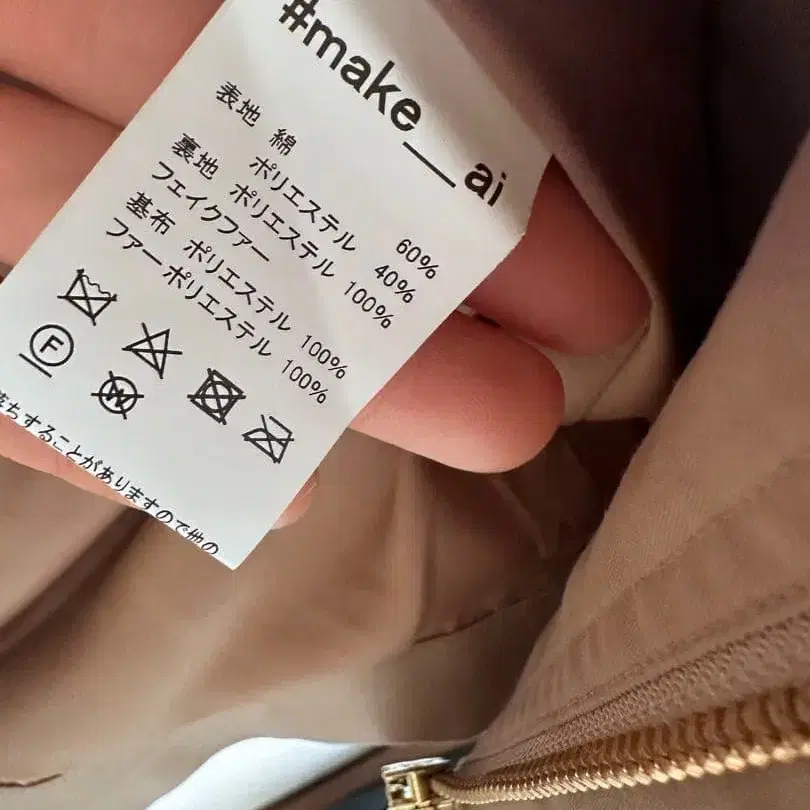 #make__ai
表地 綿 60%
ポリエステル 40%
裏地 ポリエステル 100%
フェイクファー
基布 ポリエステル 100%
ファーポリエステル 100%
F
W
ちすることがありますので他の